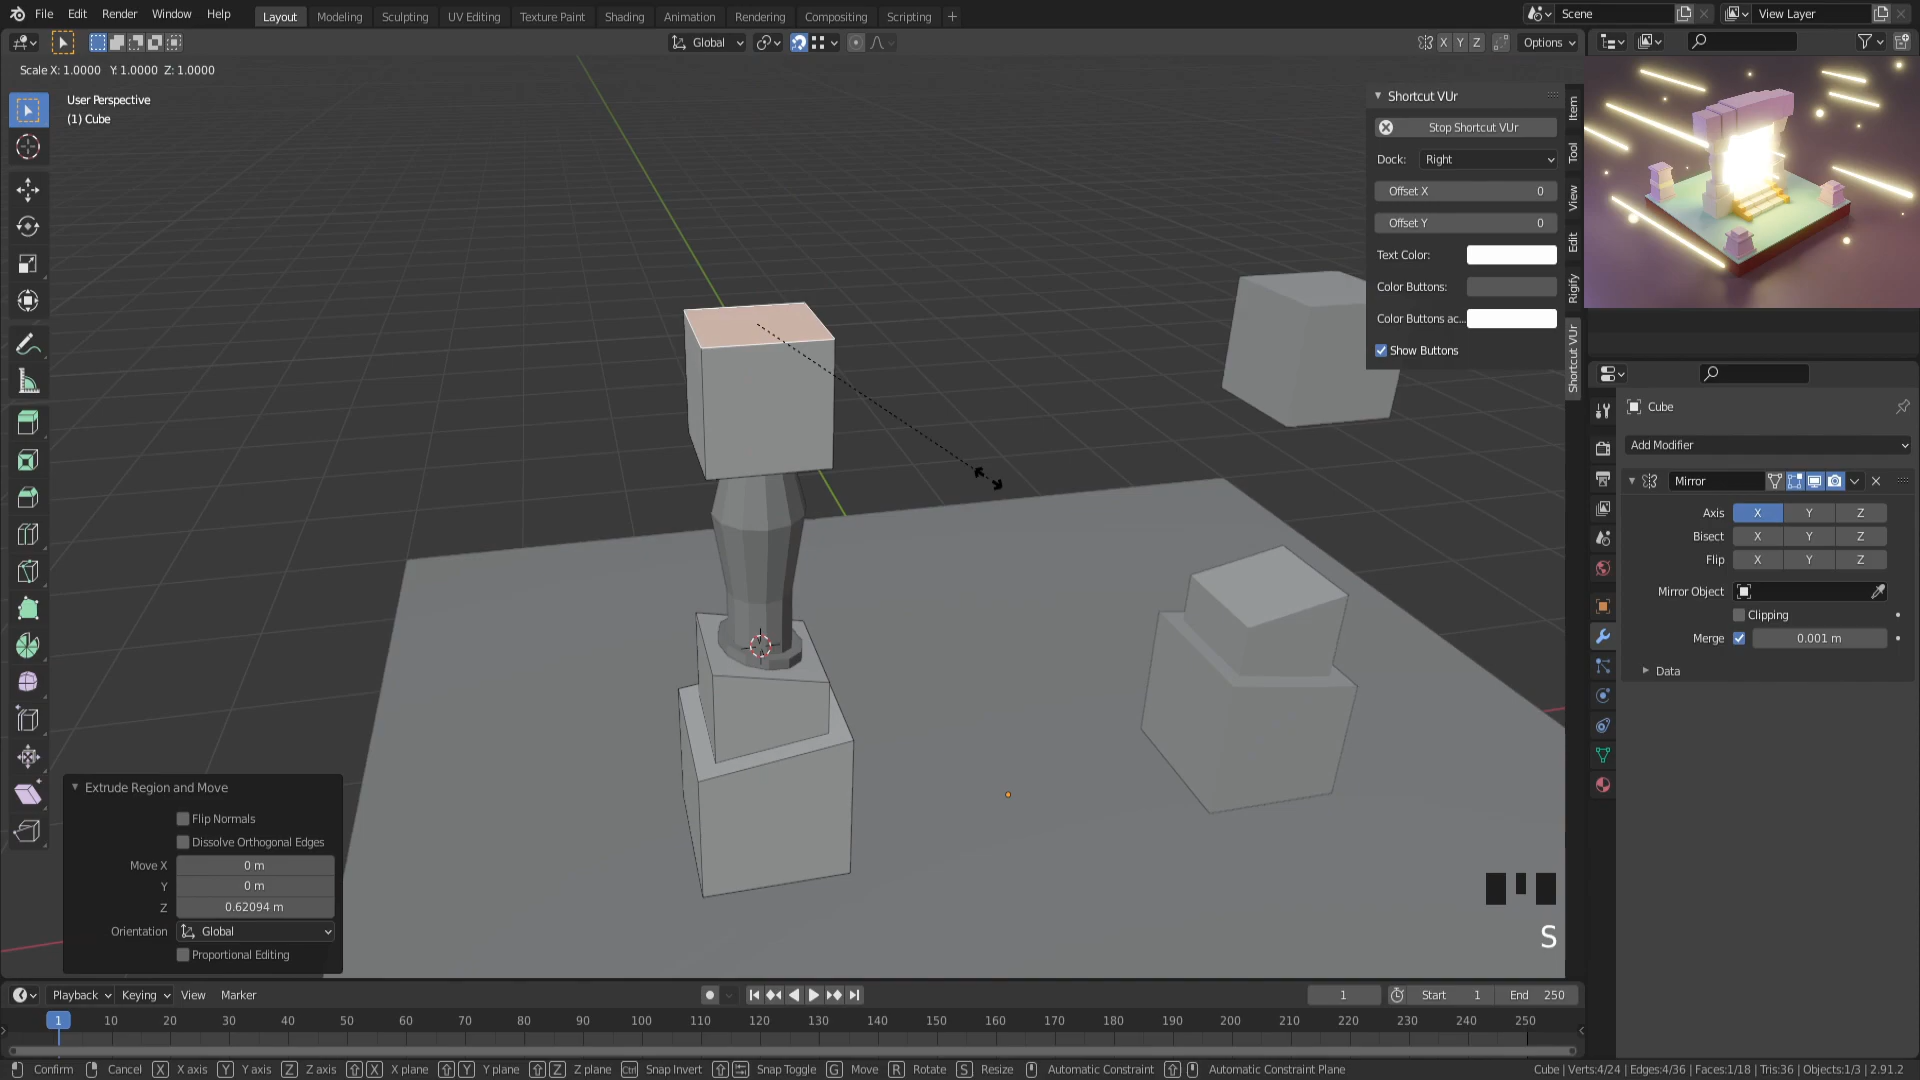 File Edit Render Window Help
Layout Modeling Sculpting UV Editing Texture Paint Shading Animation Rendering Compositing Scripting +
Scene
View Layer
Global
X Y Z
Options
Scale X: 1.0000 Y: 1.0000 Z: 1.0000
User Perspective
(1) Cube
Shortcut VUr
Stop Shortcut VUr
Dock: Right
Offset X 0
Offset Y 0
Text Color:
Color Buttons:
Color Buttons ac...
Show Buttons
Item
Tool
View
Edit
Rigify
Shortcut VUr
Cube
Add Modifier
Mirror
Axis X Y Z
Bisect X Y Z
Flip X Y Z
Mirror Object
Clipping
Merge 0.001 m
Data
Extrude Region and Move
Flip Normals
Dissolve Orthogonal Edges
Move X 0 m
Y 0 m
Z 0.62094 m
Orientation Global
Proportional Editing
S
Playback Keying View Marker
1 Start 1 End 250
1 10 20 30 40 50 60 70 80 90 100 110 120 130 140 150 160 170 180 190 200 210 220 230 240 250
Confirm Cancel X X axis Y Y axis Z Z axis X X plane Y Y plane Z Z plane Ctrl Snap Invert Snap Toggle G Move R Rotate S Resize Automatic Constraint Automatic Constraint Plane
Cube | Verts:4/24 | Edges:4/36 | Faces:1/18 | Tris:36 | Objects:1/3 | 2.91.2